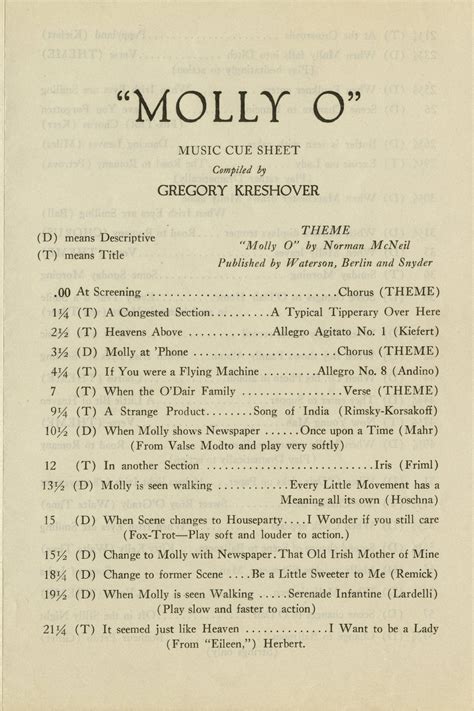 "MOLLY O"
MUSIC CUE SHEET
Compiled by
GREGORY KRESHOVER
(D) means Descriptive
(T) means Title
THEME
"Molly O" by Norman McNeil
Published by Waterson, Berlin and Snyder
.00 At Screening ........................Chorus (THEME)
1¼ (T) A Congested Section..........A Typical Tipperary Over Here
2½ (T) Heavens Above ..............Allegro Agitato No. 1 (Kiefert)
3½ (D) Molly at 'Phone ......................Chorus (THEME)
4¼ (T) If You were a Flying Machine .........Allegro No. 8 (Andino)
7 (T) When the O'Dair Family ..................Verse (THEME)
9¼ (T) A Strange Product......Song of India (Rimsky-Korsakoff)
10½ (D) When Molly shows Newspaper ......Once upon a Time (Mahr)
(From Valse Modto and play very softly)
12 (T) In another Section .........................Iris (Friml)
13½ (D) Molly is seen walking ............Every Little Movement has a
Meaning all its own (Hoschna)
15 (D) When Scene changes to Houseparty....I Wonder if you still care
(Fox-Trot—Play soft and louder to action.)
15½ (D) Change to Molly with Newspaper.That Old Irish Mother of Mine
18¼ (D) Change to former Scene ....Be a Little Sweeter to Me (Remick)
19½ (D) When Molly is seen Walking .....Serenade Infantine (Lardelli)
(Play slow and faster to action)
21¼ (T) It seemed just like Heaven .............I Want to be a Lady
(From "Eileen,") Herbert.